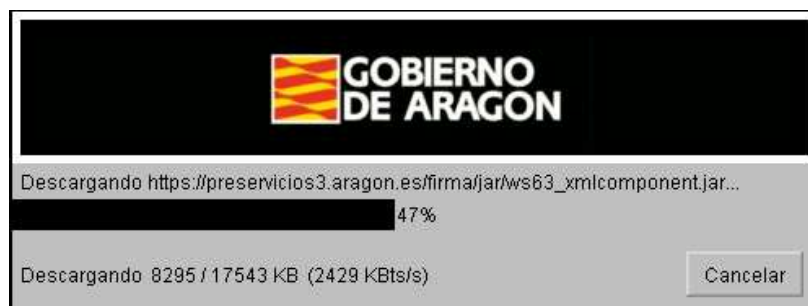 GOBIERNO
DE ARAGON
Descargando https://preservicios3.aragon.es/firma/jar/ws63_xmlcomponent.jar...
47%
Descargando 8295 / 17543 KB (2429 KBts/s)
Cancelar